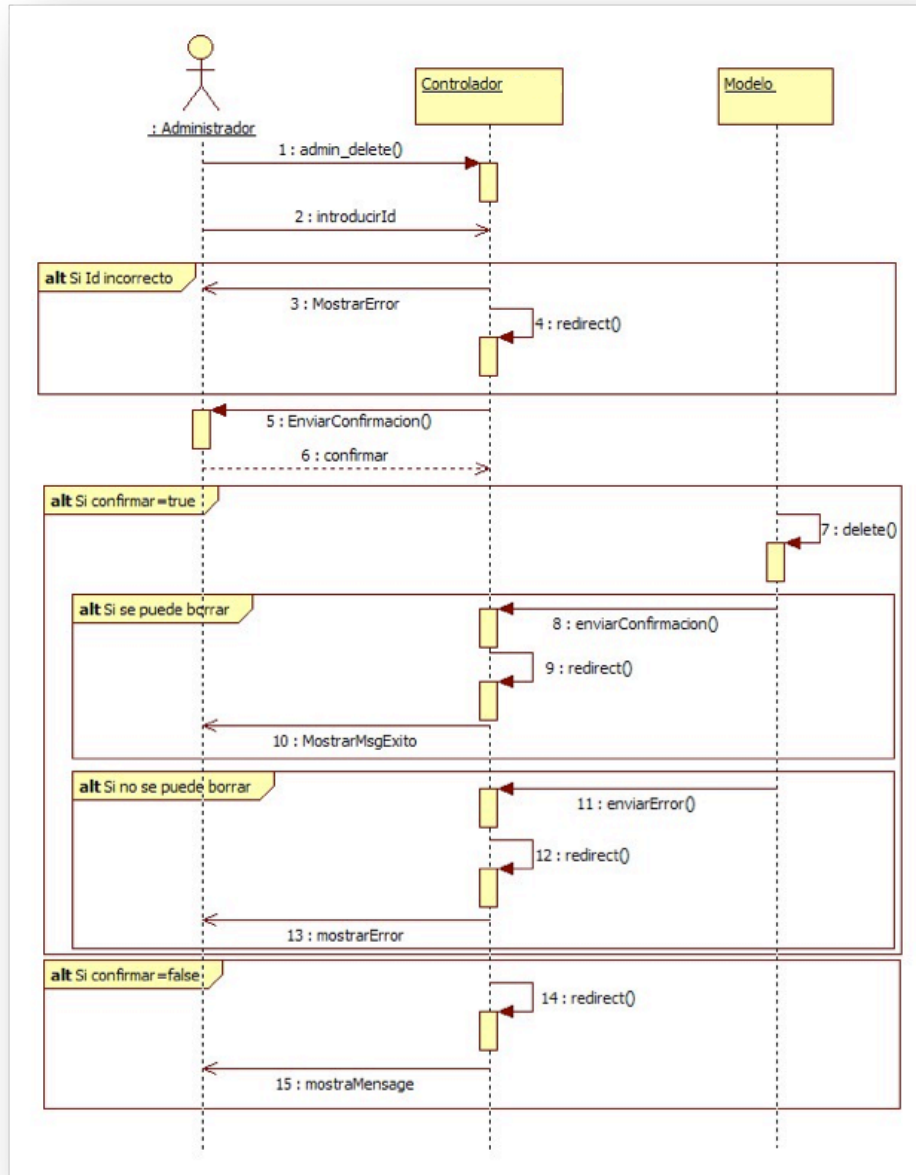 : Administrador
Controlador
Modelo
1 : admin_delete()
2 : introducirId
alt Si Id incorrecto
3 : MostrarError
4 : redirect()
5 : EnviarConfirmacion()
6 : confirmar
alt Si confirmar=true
7 : delete()
alt Si se puede borrar
8 : enviarConfirmacion()
9 : redirect()
10 : MostrarMsgExito
alt Si no se puede borrar
11 : enviarError()
12 : redirect()
13 : mostrarError
alt Si confirmar=false
14 : redirect()
15 : mostraMensage